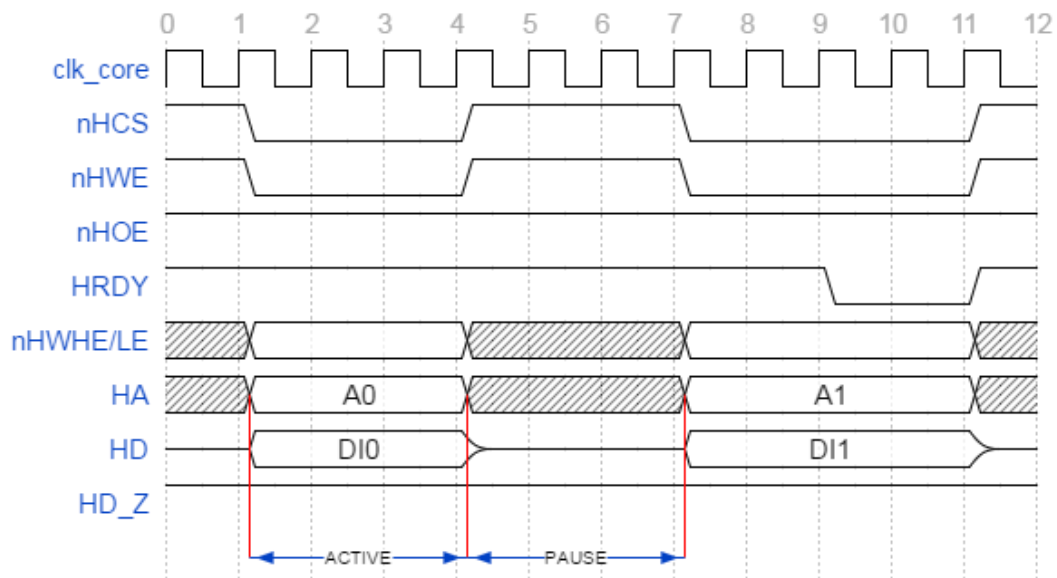 0 1 2 3 4 5 6 7 8 9 10 11 12
clk_core
nHCS
nHWE
nHOE
HRDY
nHWHE/LE
HA A0 A1
HD DI0 DI1
HD_Z
ACTIVE PAUSE